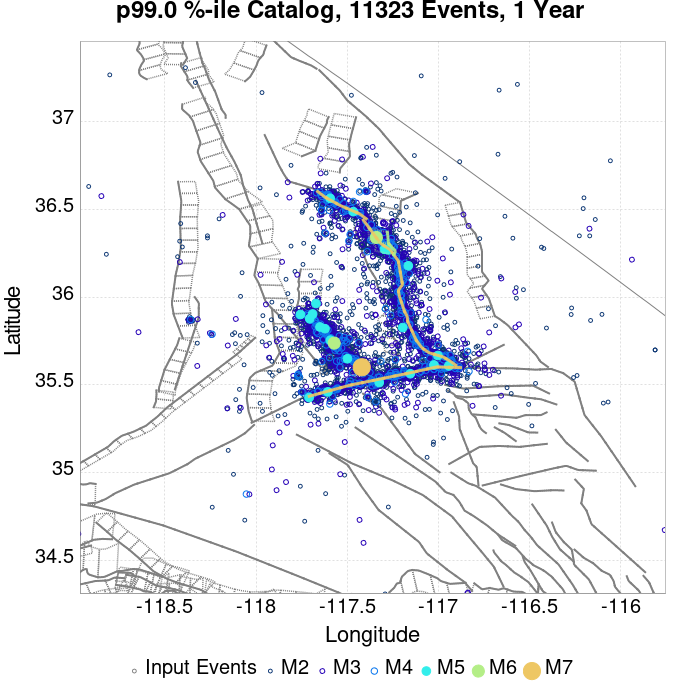 p99.0 %-ile Catalog, 11323 Events, 1 Year
37
36.5
36
35.5
35
34.5
Latitude
-118.5 -118 -117.5 -117 -116.5 -116
Longitude
Input Events M2 M3 M4 M5 M6 M7